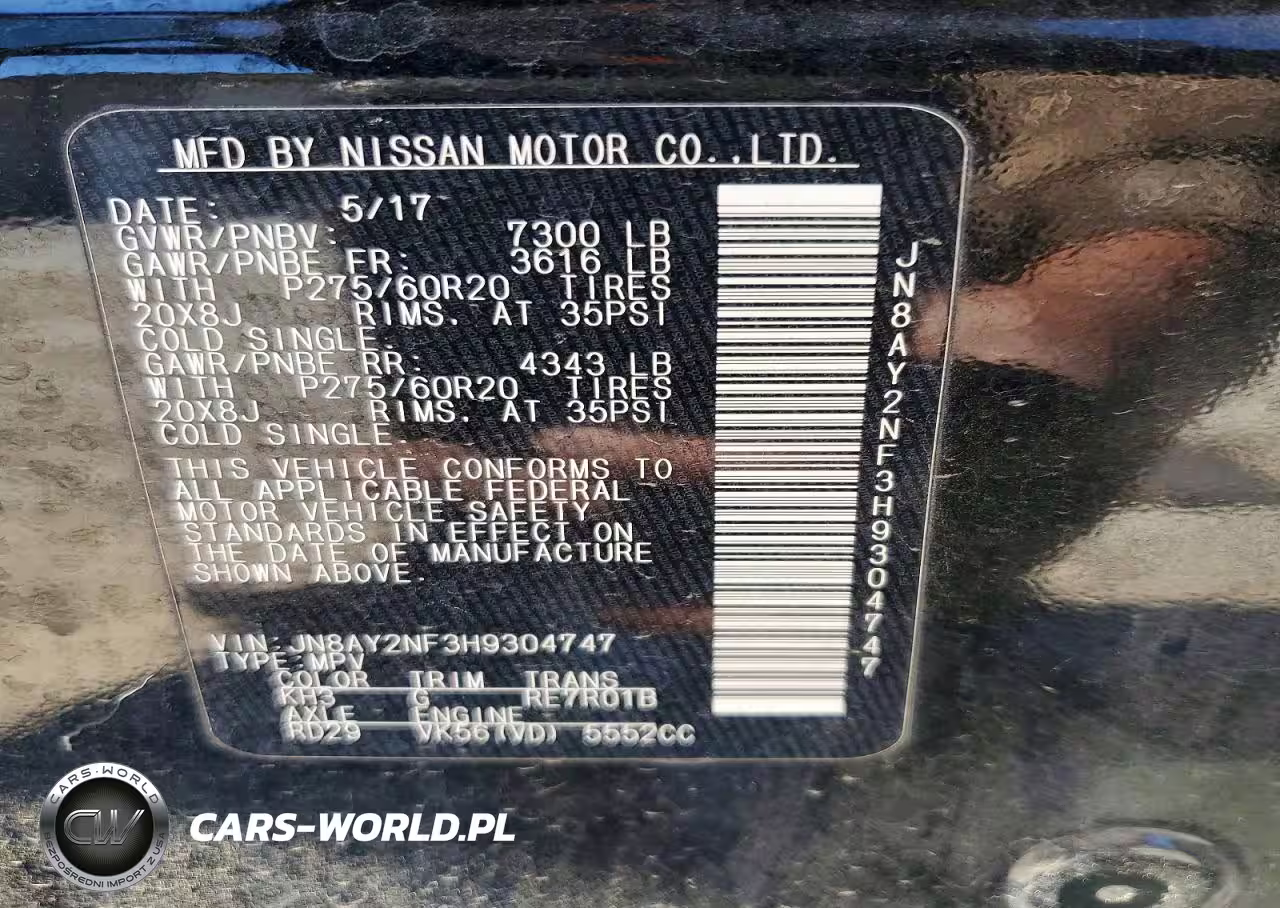 MFD BY NISSAN MOTOR CO.,LTD.
DATE: 5/17
GVWR/PNBV: 7300 LB
GAWR/PNBE FR: 3616 LB
WITH P275/60R20 TIRES
20X8J RIMS. AT 35PSI
COLD SINGLE.
GAWR/PNBE RR: 4343 LB
WITH P275/60R20 TIRES
20X8J RIMS. AT 35PSI
COLD SINGLE.
THIS VEHICLE CONFORMS TO
ALL APPLICABLE FEDERAL
MOTOR VEHICLE SAFETY
STANDARDS IN EFFECT ON
THE DATE OF MANUFACTURE
SHOWN ABOVE.
VIN:JN8AY2NF3H9304747
TYPE:MPV
COLOR TRIM TRANS
KH3 G RE7R01B
AXLE ENGINE
RD29 VK56(VD) 5552CC
JN8AY2NF3H9304747
CARS-WORLD
CW
BEZPOŚREDNI IMPORT Z USA
CARS-WORLD.PL